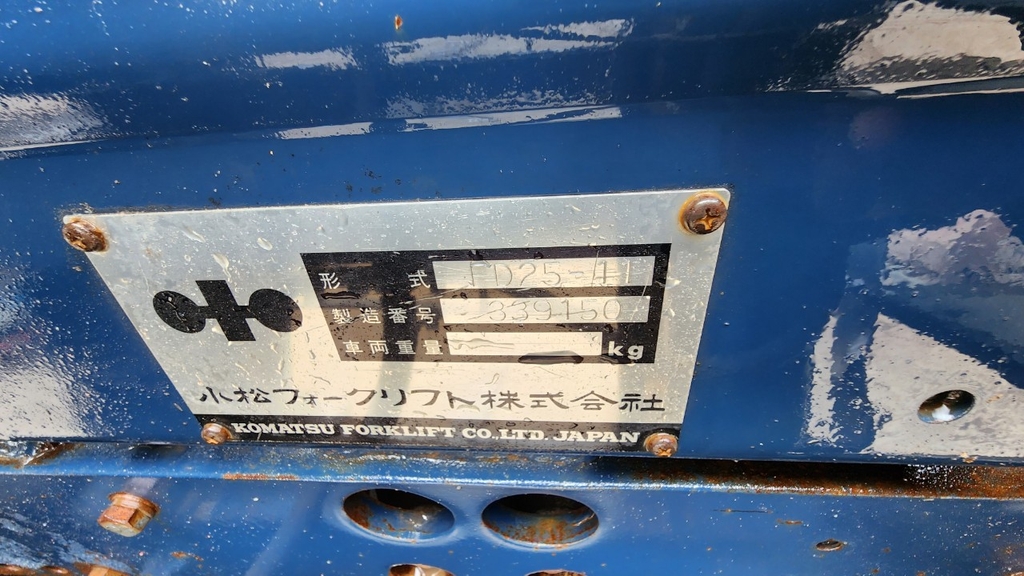 形式 FD25-11
製造番号 339150
車両重量 kg
小松フォークリフト株式会社
KOMATSU FORKLIFT CO.LTD. JAPAN